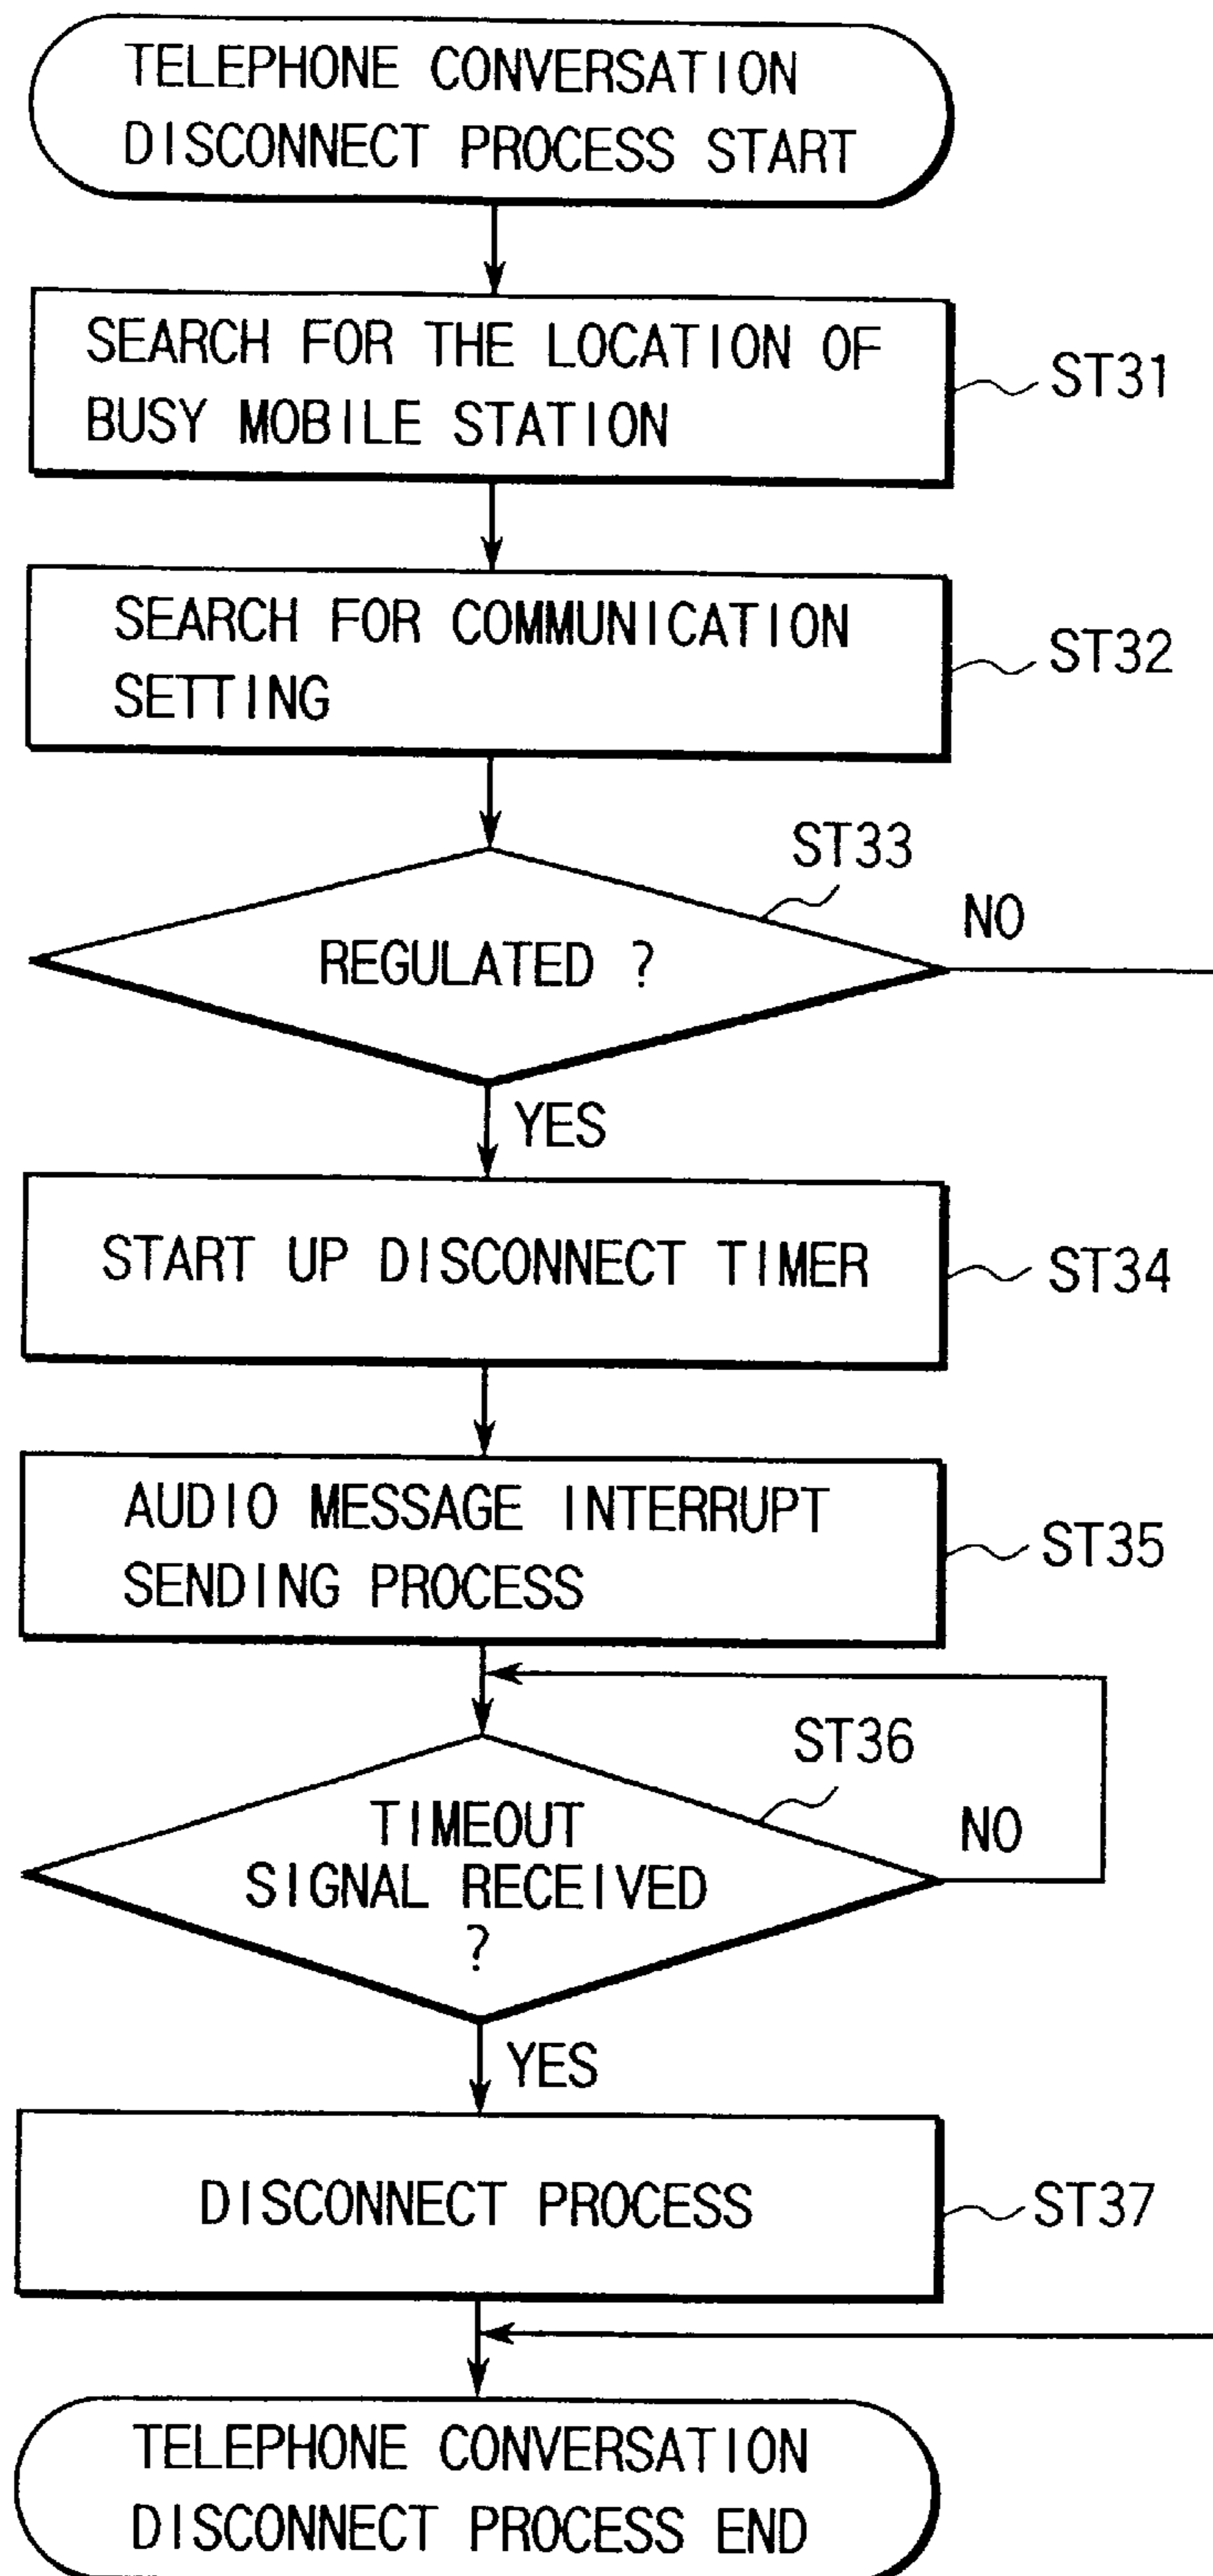 TELEPHONE CONVERSATION
DISCONNECT PROCESS START
SEARCH FOR THE LOCATION OF
BUSY MOBILE STATION
ST31
SEARCH FOR COMMUNICATION
SETTING
ST32
ST33
NO
REGULATED ?
YES
START UP DISCONNECT TIMER
ST34
AUDIO MESSAGE INTERRUPT
SENDING PROCESS
ST35
ST36
TIMEOUT
NO
SIGNAL RECEIVED
?
YES
DISCONNECT PROCESS
ST37
TELEPHONE CONVERSATION
DISCONNECT PROCESS END